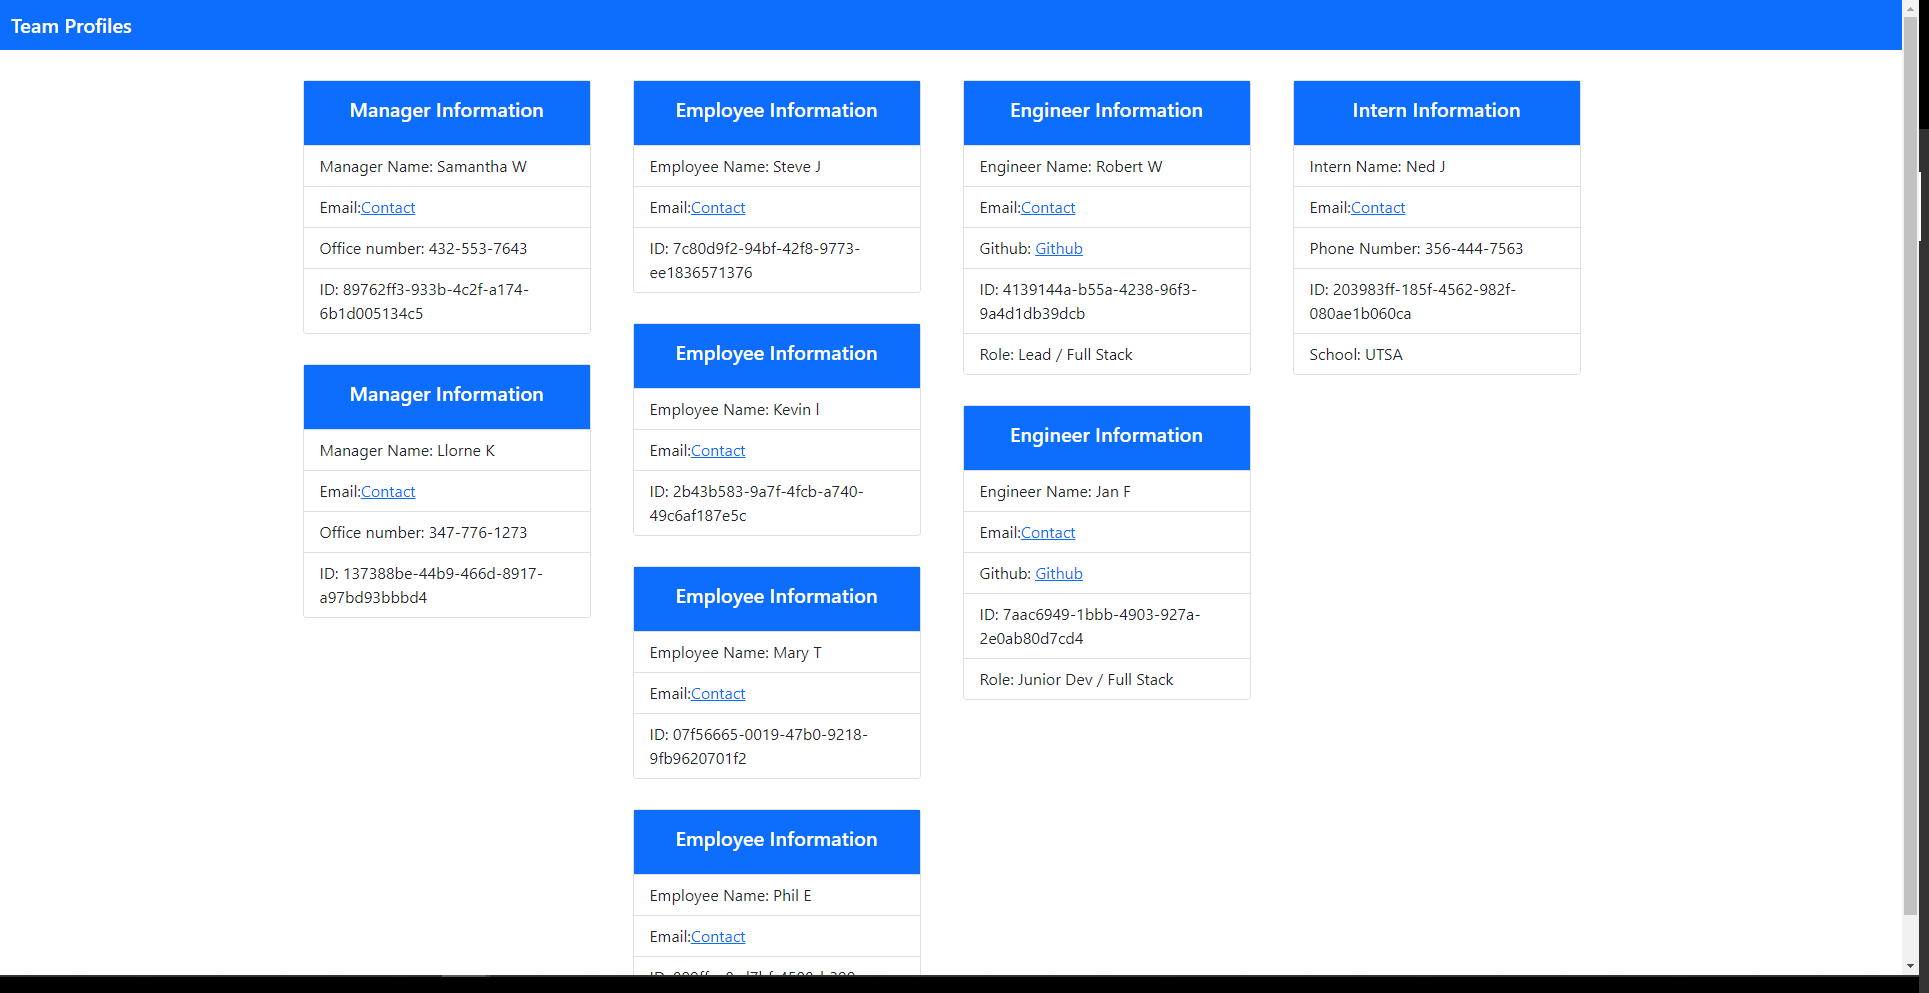 Team Profiles
Manager Information
Manager Name: Samantha W
Email:Contact
Office number: 432-553-7643
ID: 89762ff3-933b-4c2f-a174-
6b1d005134c5
Manager Information
Manager Name: Llorne K
Email:Contact
Office number: 347-776-1273
ID: 137388be-44b9-466d-8917-
a97bd93bbbd4
Employee Information
Employee Name: Steve J
Email:Contact
ID: 7c80d9f2-94bf-42f8-9773-
ee1836571376
Employee Information
Employee Name: Kevin l
Email:Contact
ID: 2b43b583-9a7f-4fcb-a740-
49c6af187e5c
Employee Information
Employee Name: Mary T
Email:Contact
ID: 07f56665-0019-47b0-9218-
9fb9620701f2
Employee Information
Employee Name: Phil E
Email:Contact
ID:
Engineer Information
Engineer Name: Robert W
Email:Contact
Github: Github
ID: 4139144a-b55a-4238-96f3-
9a4d1db39dcb
Role: Lead / Full Stack
Engineer Information
Engineer Name: Jan F
Email:Contact
Github: Github
ID: 7aac6949-1bbb-4903-927a-
2e0ab80d7cd4
Role: Junior Dev / Full Stack
Intern Information
Intern Name: Ned J
Email:Contact
Phone Number: 356-444-7563
ID: 203983ff-185f-4562-982f-
080ae1b060ca
School: UTSA